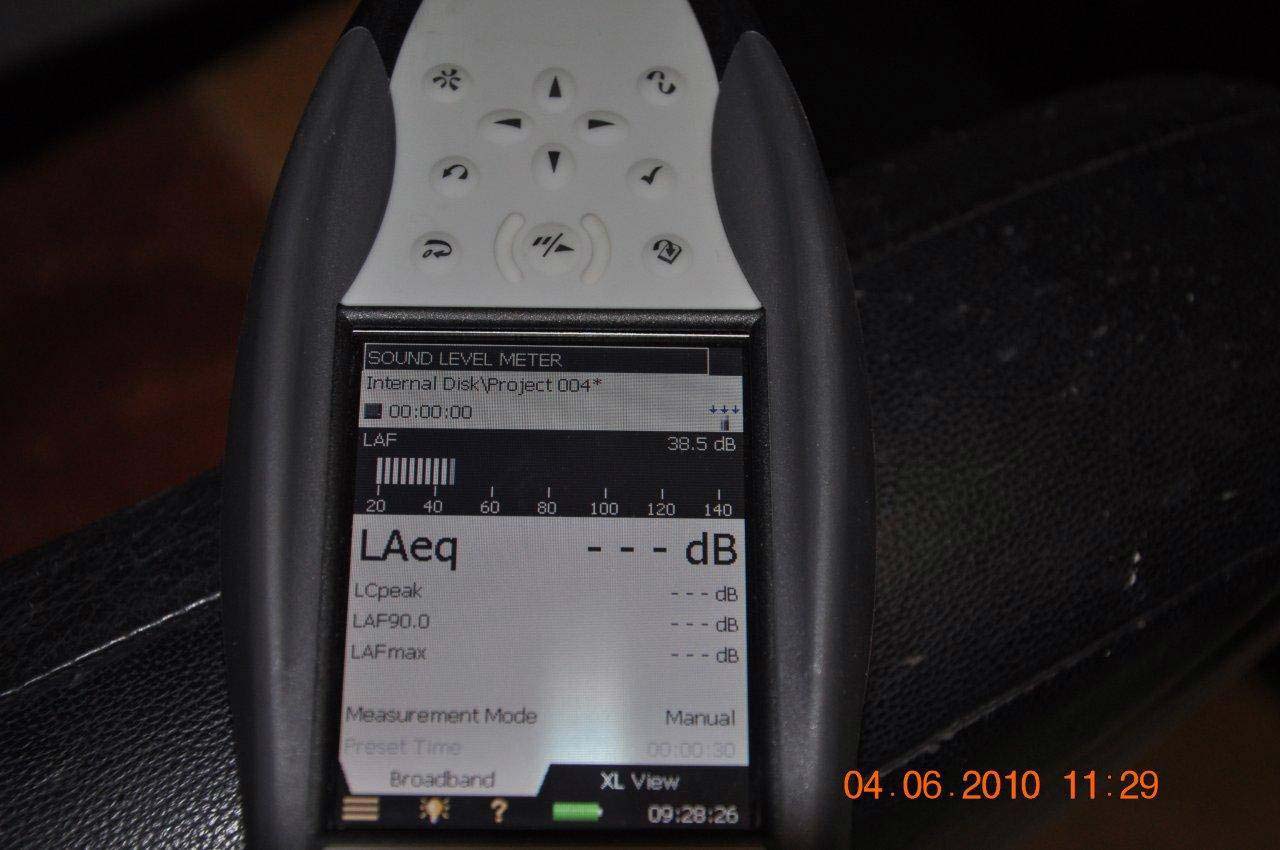 SOUND LEVEL METER
Internal Disk\Project 004*
00:00:00
LAF 38.5 dB
20 40 60 80 100 120 140
LAeq - - - dB
LCpeak - - - dB
LAF90.0 - - - dB
LAFmax - - - dB
Measurement Mode Manual
Preset Time 00:00:30
Broadband XL View
? 09:28:26
04.06.2010 11:29